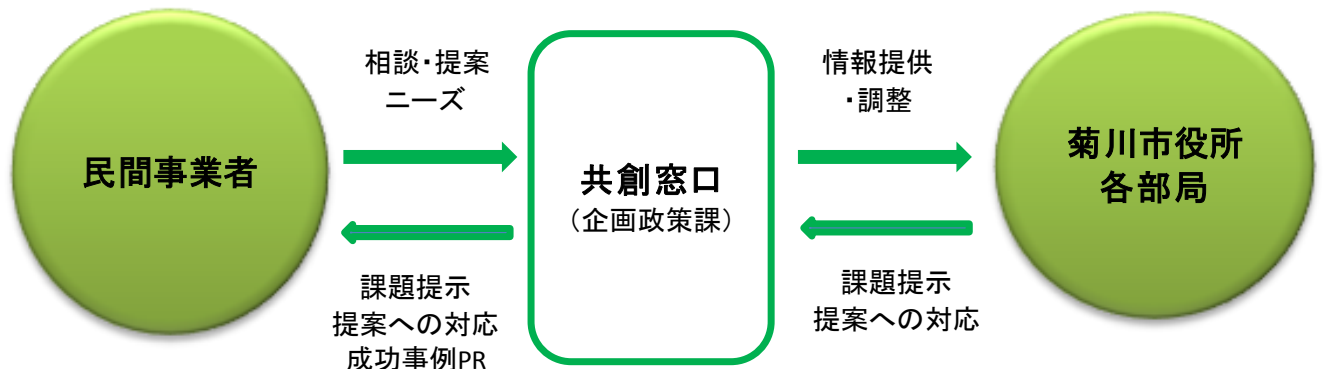 民間事業者
相談・提案
ニーズ
課題提示
提案への対応
成功事例PR
共創窓口
（企画政策課）
情報提供
・調整
課題提示
提案への対応
菊川市役所
各部局